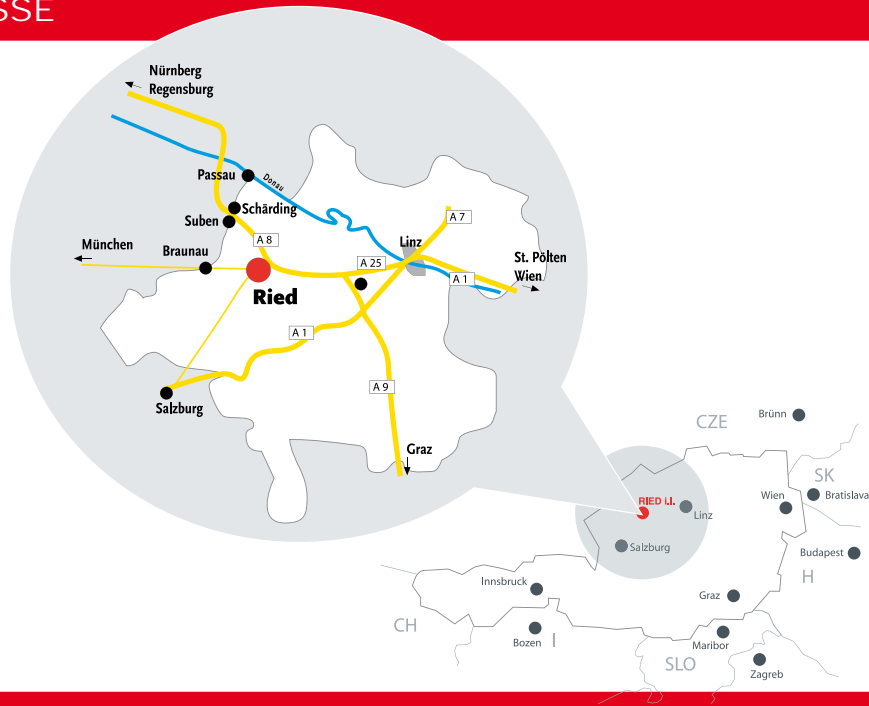 SSE
Nürnberg
Regensburg
Passau
Donau
Schärding
Suben
A 8
A 7
München
Braunau
Linz
A 25
St. Pölten
Wien
A 1
Ried
A 1
A 9
Salzburg
Graz
CZE
Brünn
SK
RIED i.I.
Wien
Bratislava
Linz
Salzburg
Budapest
Innsbruck
H
Graz
CH
Bozen
I
Maribor
SLO
Zagreb